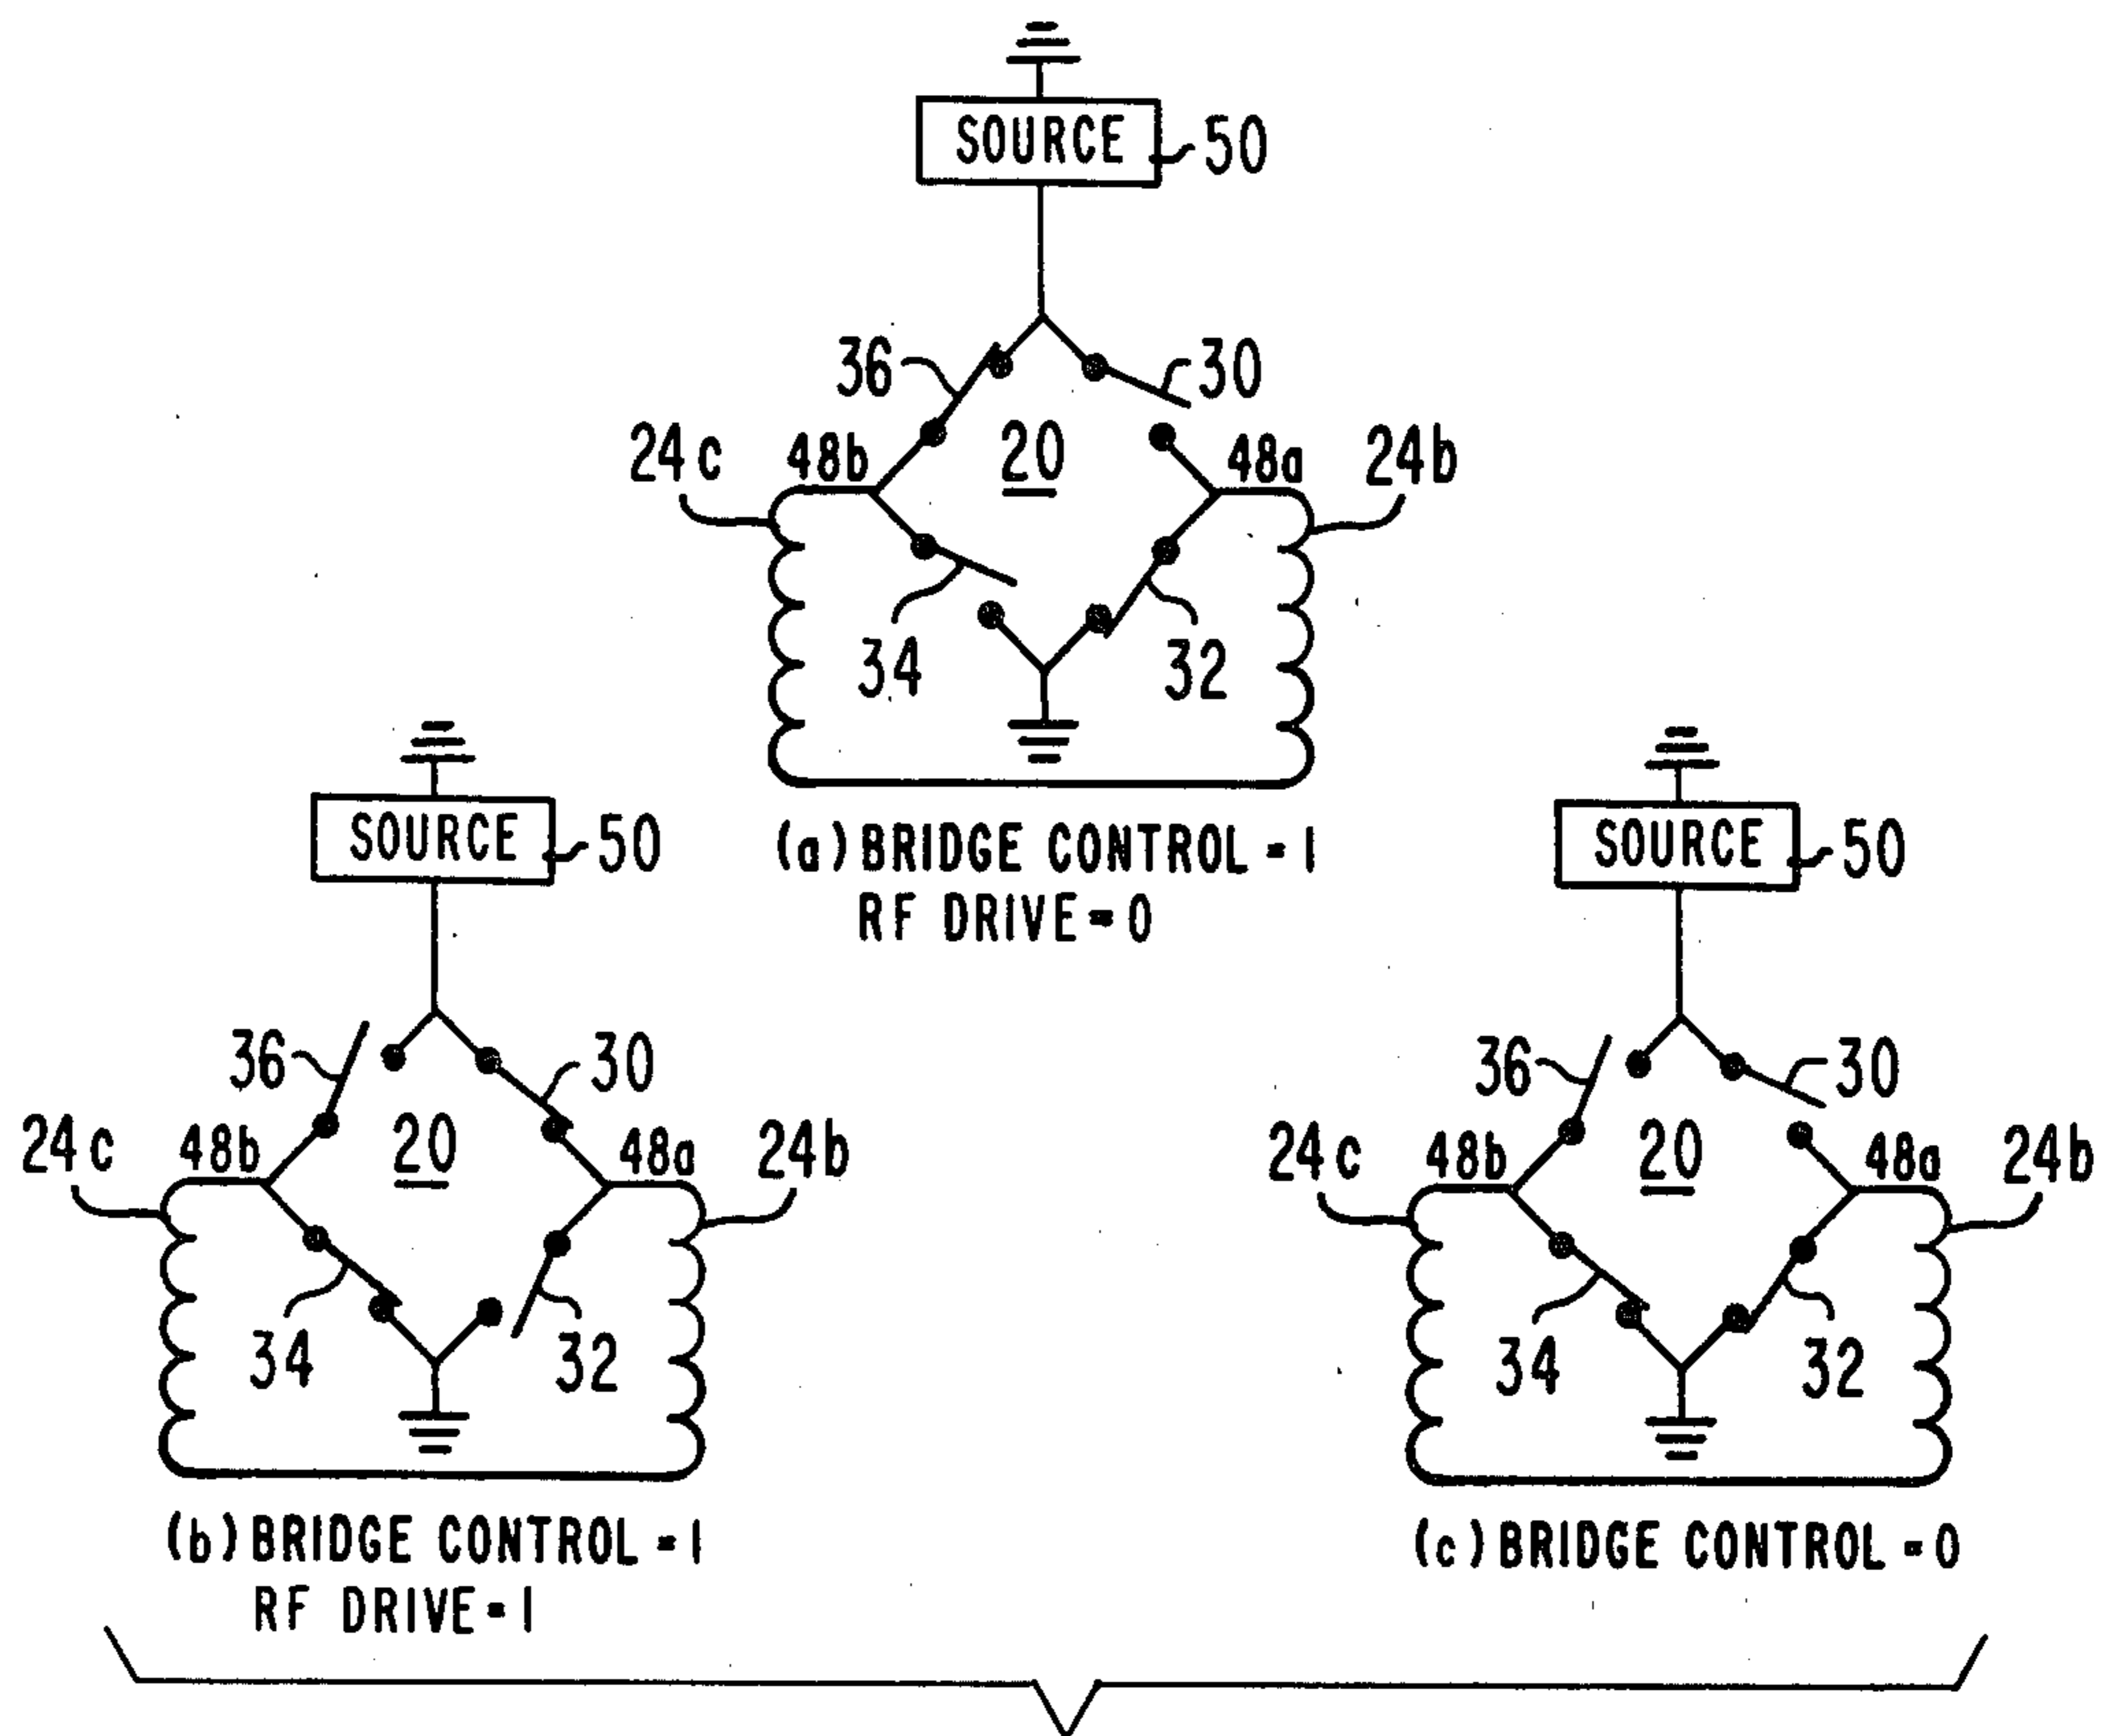 SOURCE
50
36
30
24c
48b
20
48a
24b
34
32
(a) BRIDGE CONTROL = 1
RF DRIVE = 0
SOURCE
50
36
30
24c
48b
20
48a
24b
34
32
(b) BRIDGE CONTROL = 1
RF DRIVE = 1
SOURCE
50
36
30
24c
48b
20
48a
24b
34
32
(c) BRIDGE CONTROL = 0